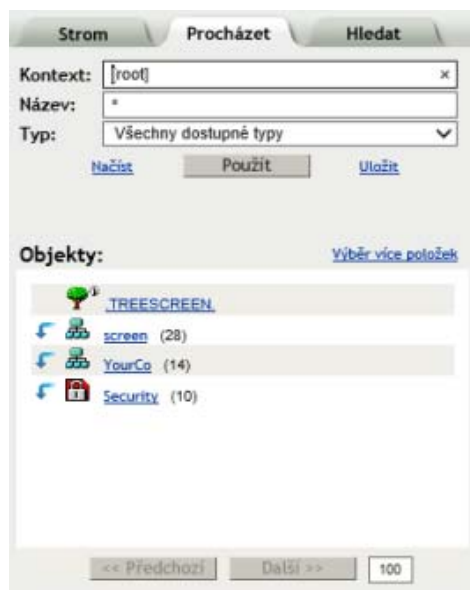 Strom Procházet Hledat
Kontext: [root] ×
Název: *
Typ: Všechny dostupné typy
Načíst Použít Uložit
Objekty: Výběr více položek
.TREESCREEN.
screen (28)
YourCo (14)
Security (10)
<< Předchozí Další >> 100